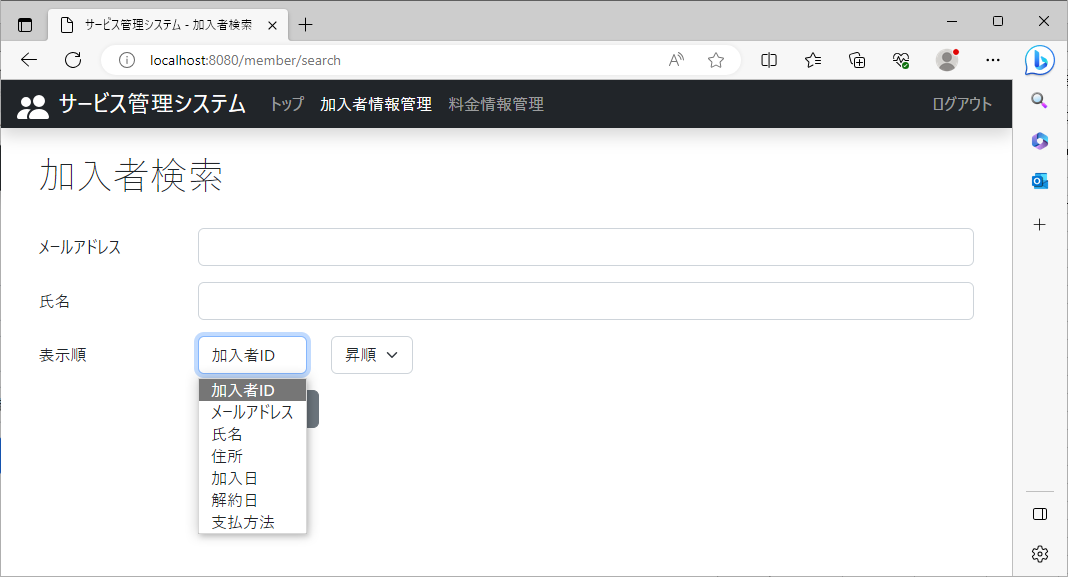 サービス管理システム - 加入者検索
localhost:8080/member/search
サービス管理システム トップ 加入者情報管理 料金情報管理 ログアウト
加入者検索
メールアドレス
氏名
表示順 加入者ID 昇順
加入者ID
メールアドレス
氏名
住所
加入日
解約日
支払方法